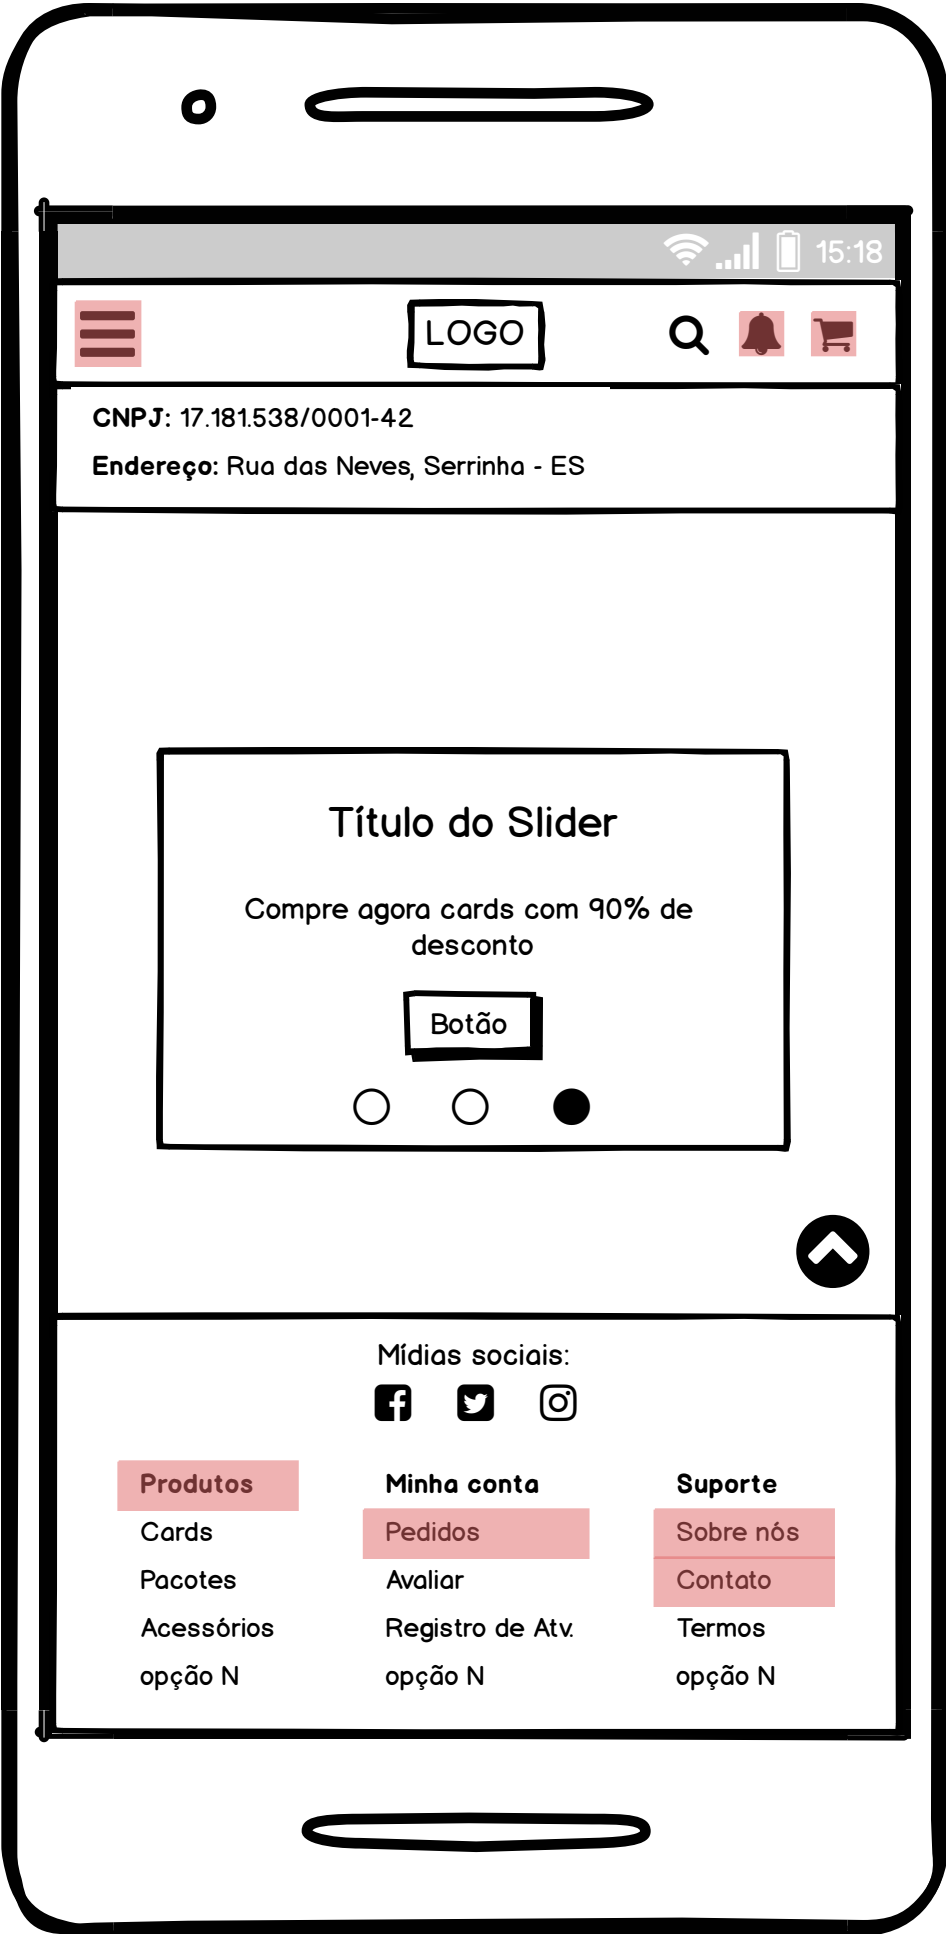 15:18
LOGO
CNPJ: 17.181.538/0001-42
Endereço: Rua das Neves, Serrinha - ES
Título do Slider
Compre agora cards com 90% de
desconto
Botão
Mídias sociais:
Produtos Minha conta Suporte
Cards Pedidos Sobre nós
Pacotes Avaliar Contato
Acessórios Registro de Atv. Termos
opção N opção N opção N